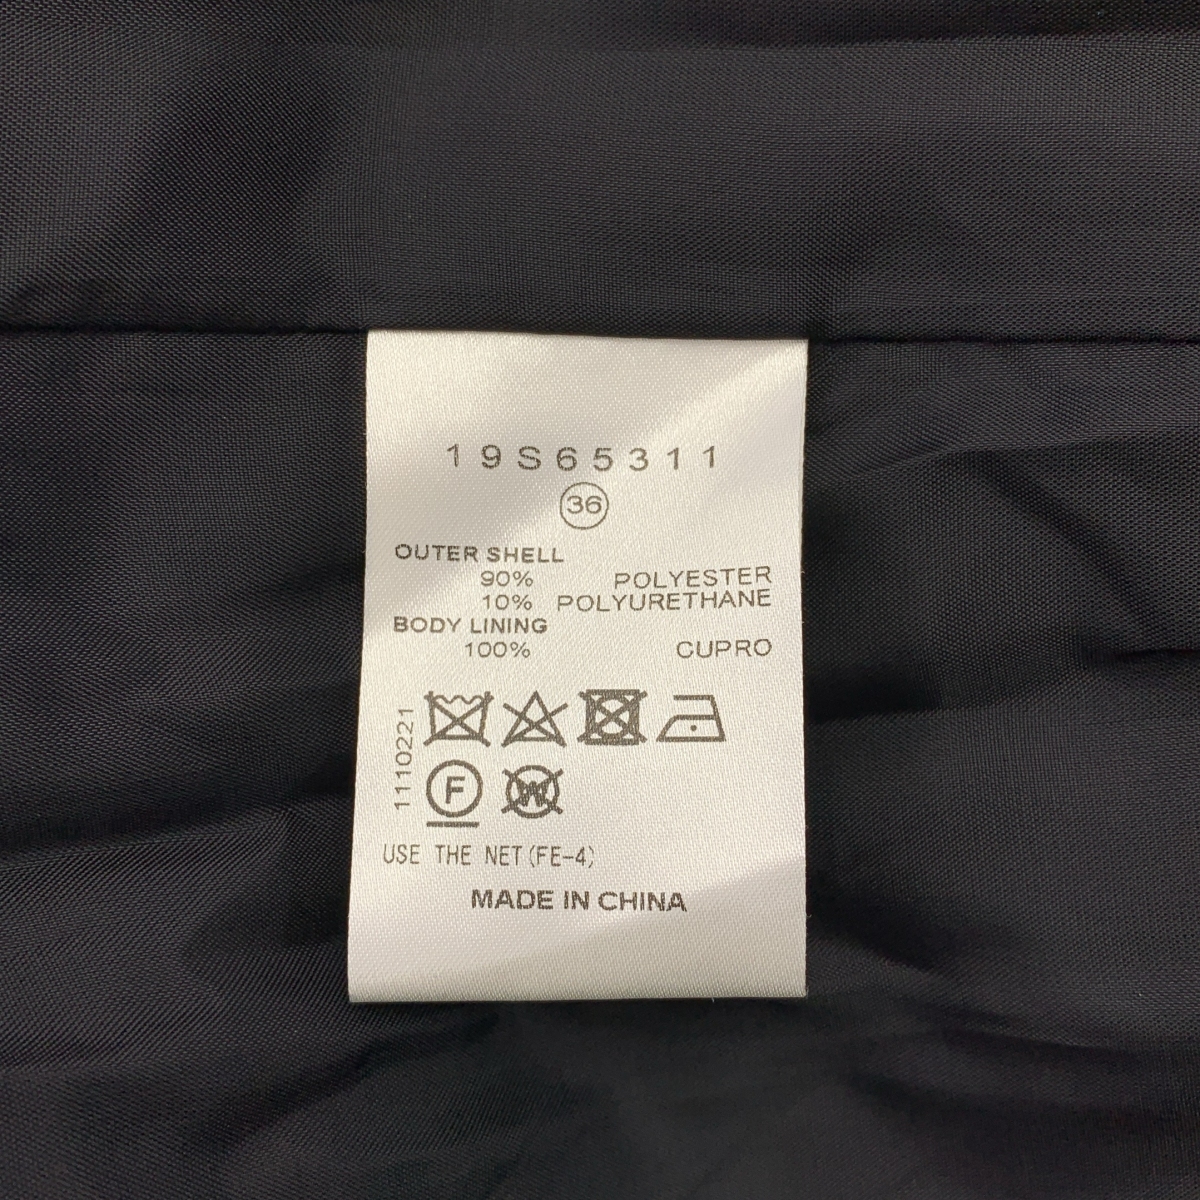 19S65311
36
OUTER SHELL
90% POLYESTER
10% POLYURETHANE
BODY LINING
100% CUPRO
1110221
F W
USE THE NET(FE-4)
MADE IN CHINA